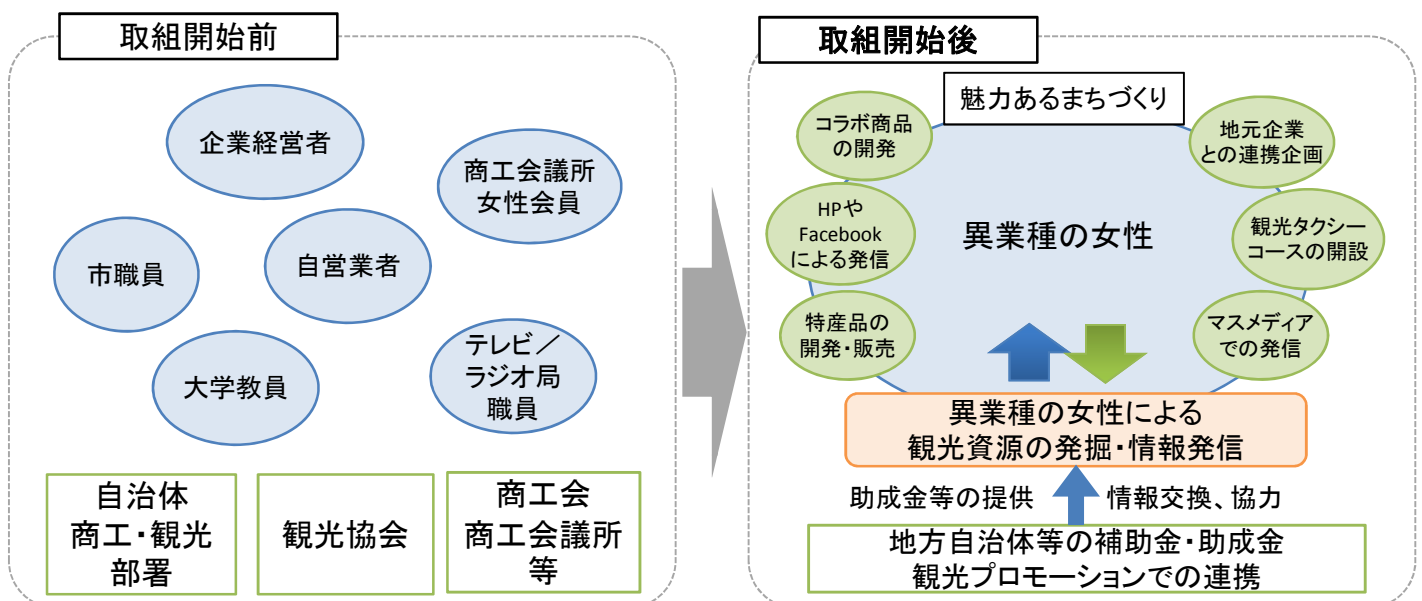 取組開始前
企業経営者
商工会議所
女性会員
市職員
自営業者
大学教員
テレビ／
ラジオ局
職員
自治体
商工・観光
部署
観光協会
商工会
商工会議所
等
取組開始後
魅力あるまちづくり
コラボ商品
の開発
地元企業
との連携企画
HPや
Facebook
による発信
異業種の女性
観光タクシー
コースの開設
特産品の
開発・販売
マスメディア
での発信
異業種の女性による
観光資源の発掘・情報発信
助成金等の提供
情報交換、協力
地方自治体等の補助金・助成金
観光プロモーションでの連携